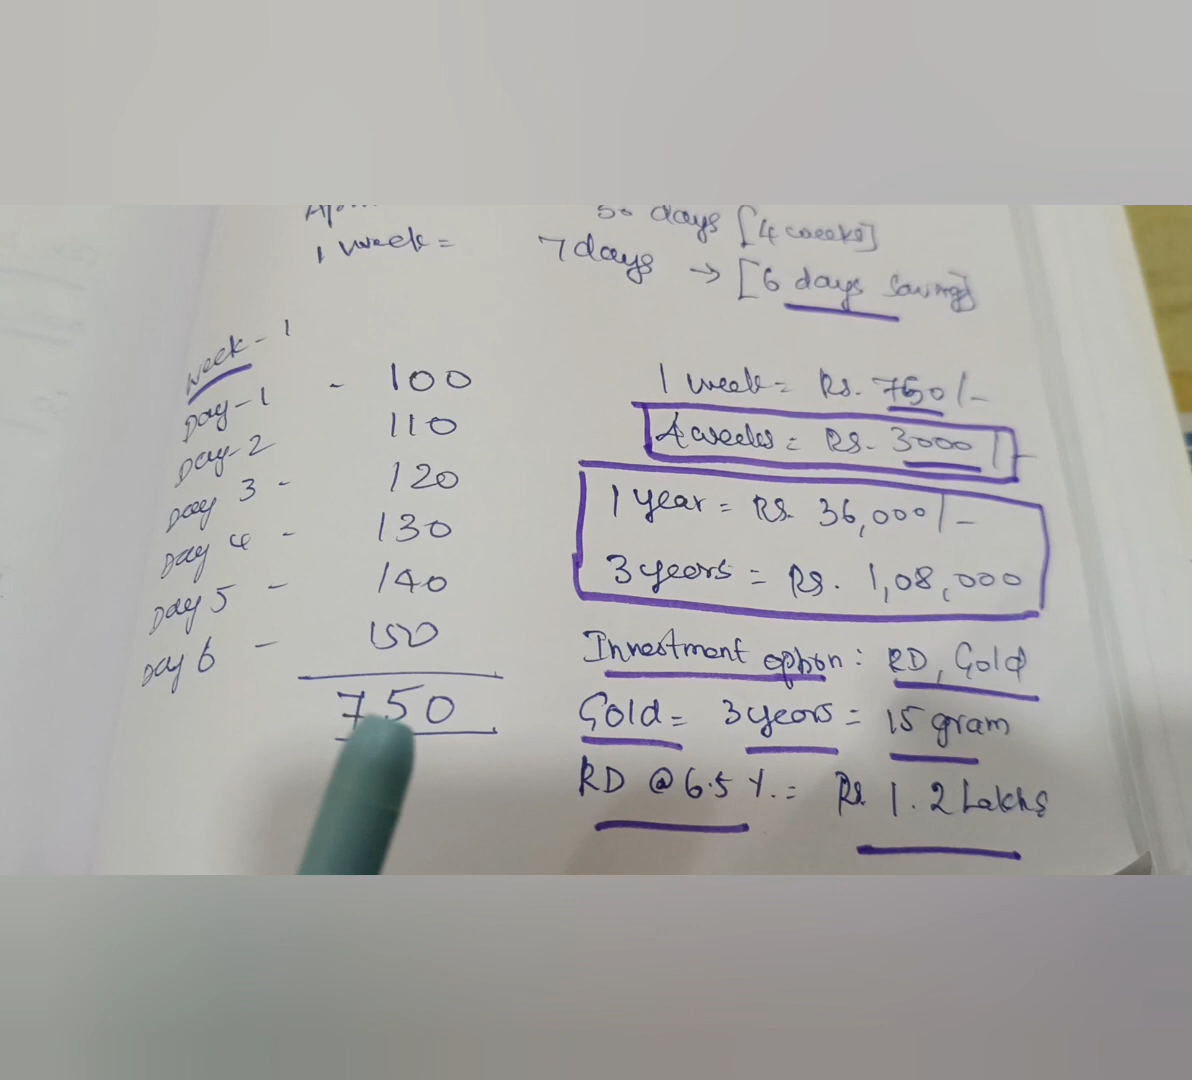 30 days [4 weeks]
1 week = 7 days → [6 days savings]
Week - 1
Day - 1 - 100
Day - 2 110
Day 3 - 120
Day 4 - 130
Day 5 - 140
Day 6 - 150
750
1 week = Rs. 750/-
4 weeks = Rs. 3000/-
1 year = Rs. 36,000/-
3 years = Rs. 1,08,000
Investment option : RD, Gold
Gold = 3 years = 15 gram
RD @ 6.5 %. = Rs 1.2 Lakhs